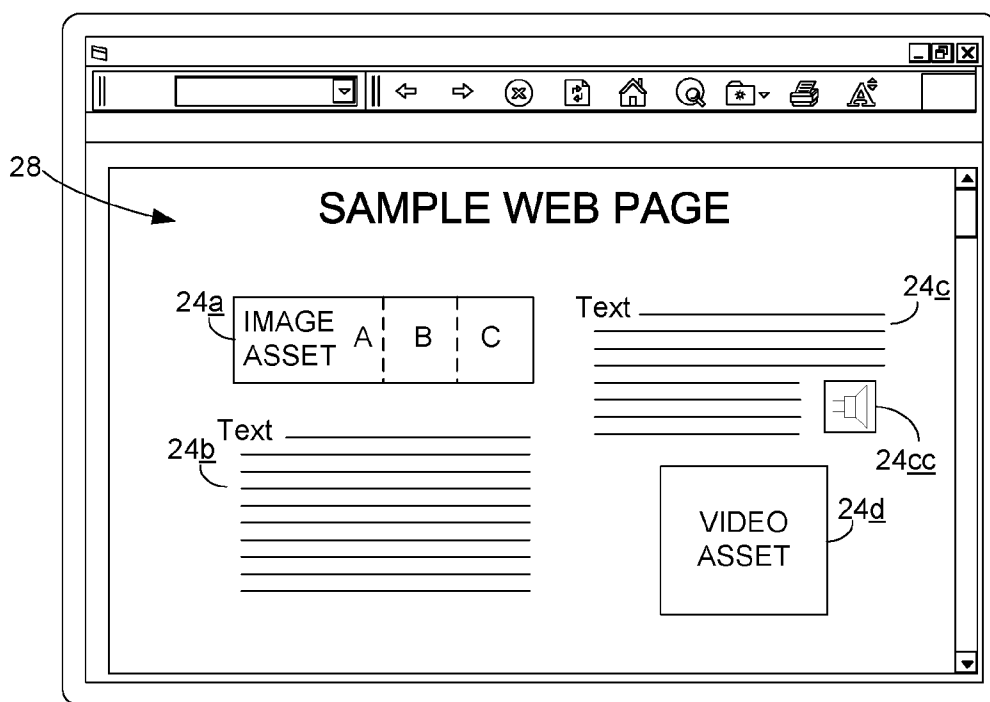 28
SAMPLE WEB PAGE
24a
IMAGE
ASSET
A
B
C
Text
24b
Text
24c
24cc
VIDEO
ASSET
24d